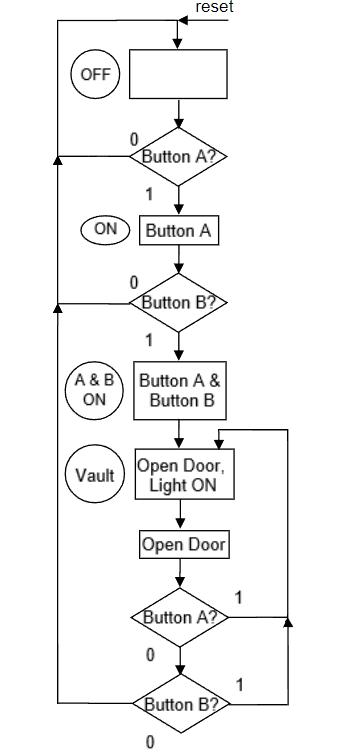 reset
OFF
0
Button A?
1
ON
Button A
0
Button B?
1
A & B
ON
Button A &
Button B
Vault
Open Door,
Light ON
Open Door
Button A?
1
0
Button B?
1
0